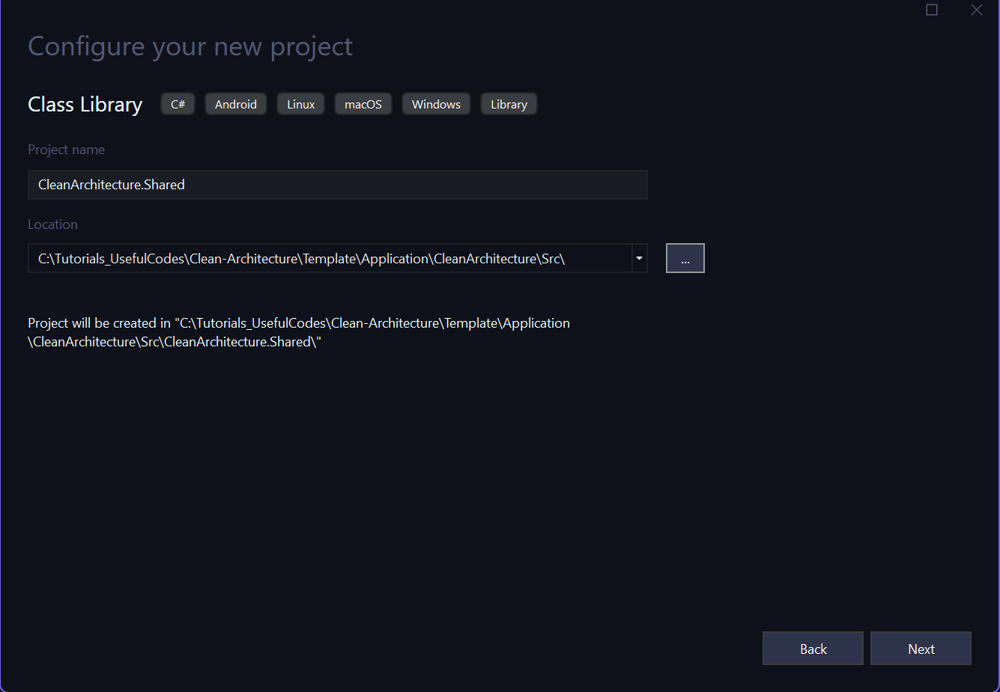 Configure your new project
Class Library C# Android Linux macOS Windows Library
Project name
CleanArchitecture.Shared
Location
C:\Tutorials_UsefulCodes\Clean-Architecture\Template\Application\CleanArchitecture\Src\
...
Project will be created in "C:\Tutorials_UsefulCodes\Clean-Architecture\Template\Application
\CleanArchitecture\Src\CleanArchitecture.Shared\"
Back Next